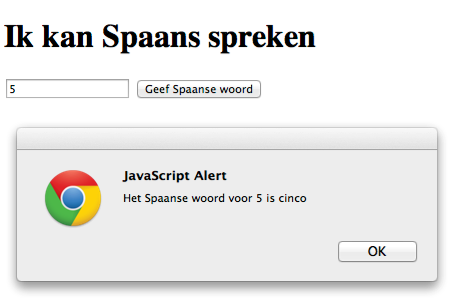 Ik kan Spaans spreken
5
Geef Spaanse woord
JavaScript Alert
Het Spaanse woord voor 5 is cinco
OK